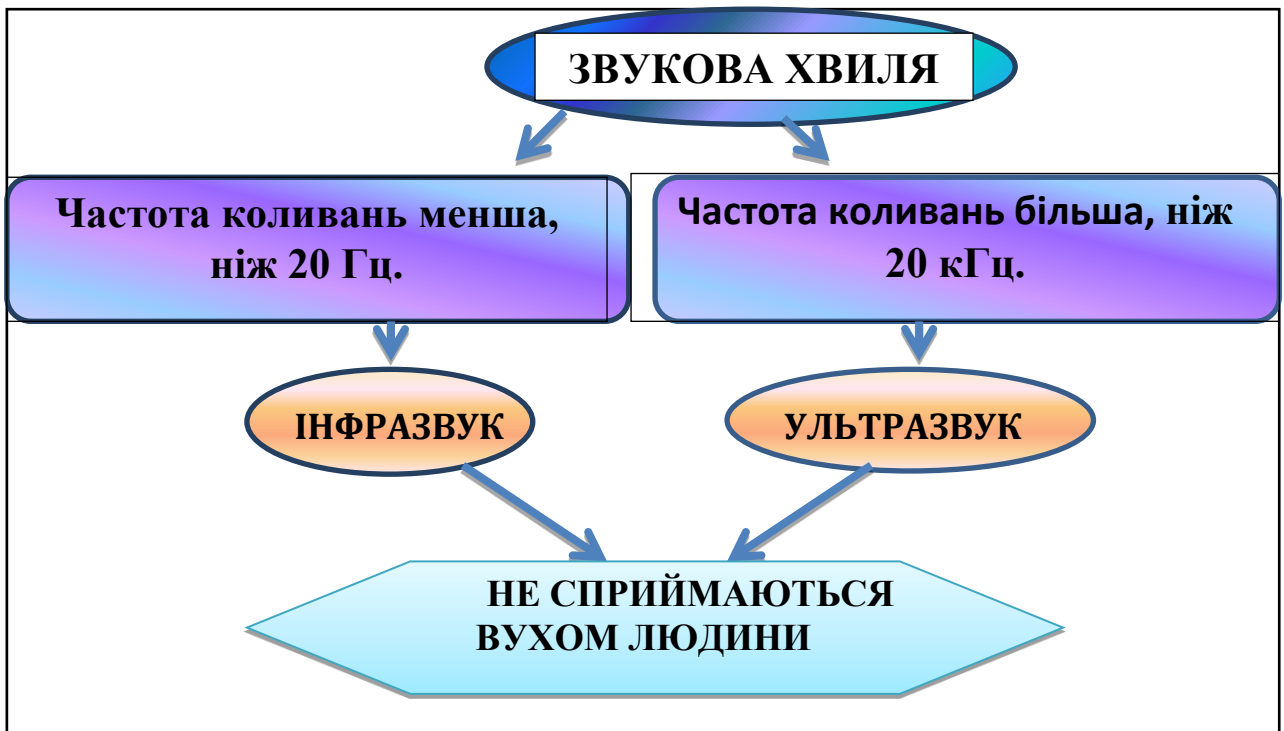 ЗВУКОВА ХВИЛЯ
Частота коливань менша,
ніж 20 Гц.
Частота коливань більша, ніж
20 кГц.
ІНФРАЗВУК
УЛЬТРАЗВУК
НЕ СПРИЙМАЮТЬСЯ
ВУХОМ ЛЮДИНИ